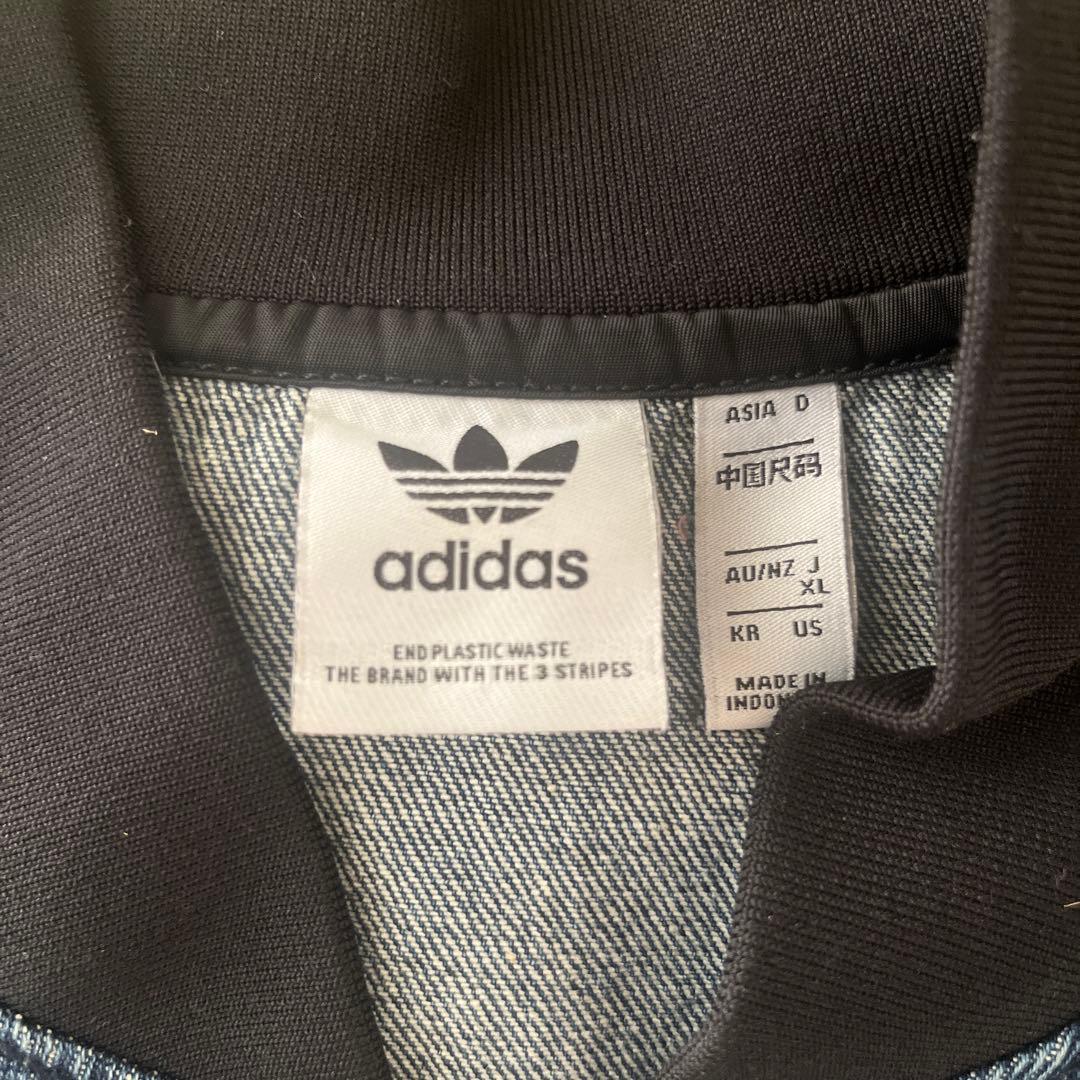 adidas
END PLASTIC WASTE
THE BRAND WITH THE 3 STRIPES
ASIA D
中国尺码
AU/NZ J
XL
KR US
MADE IN